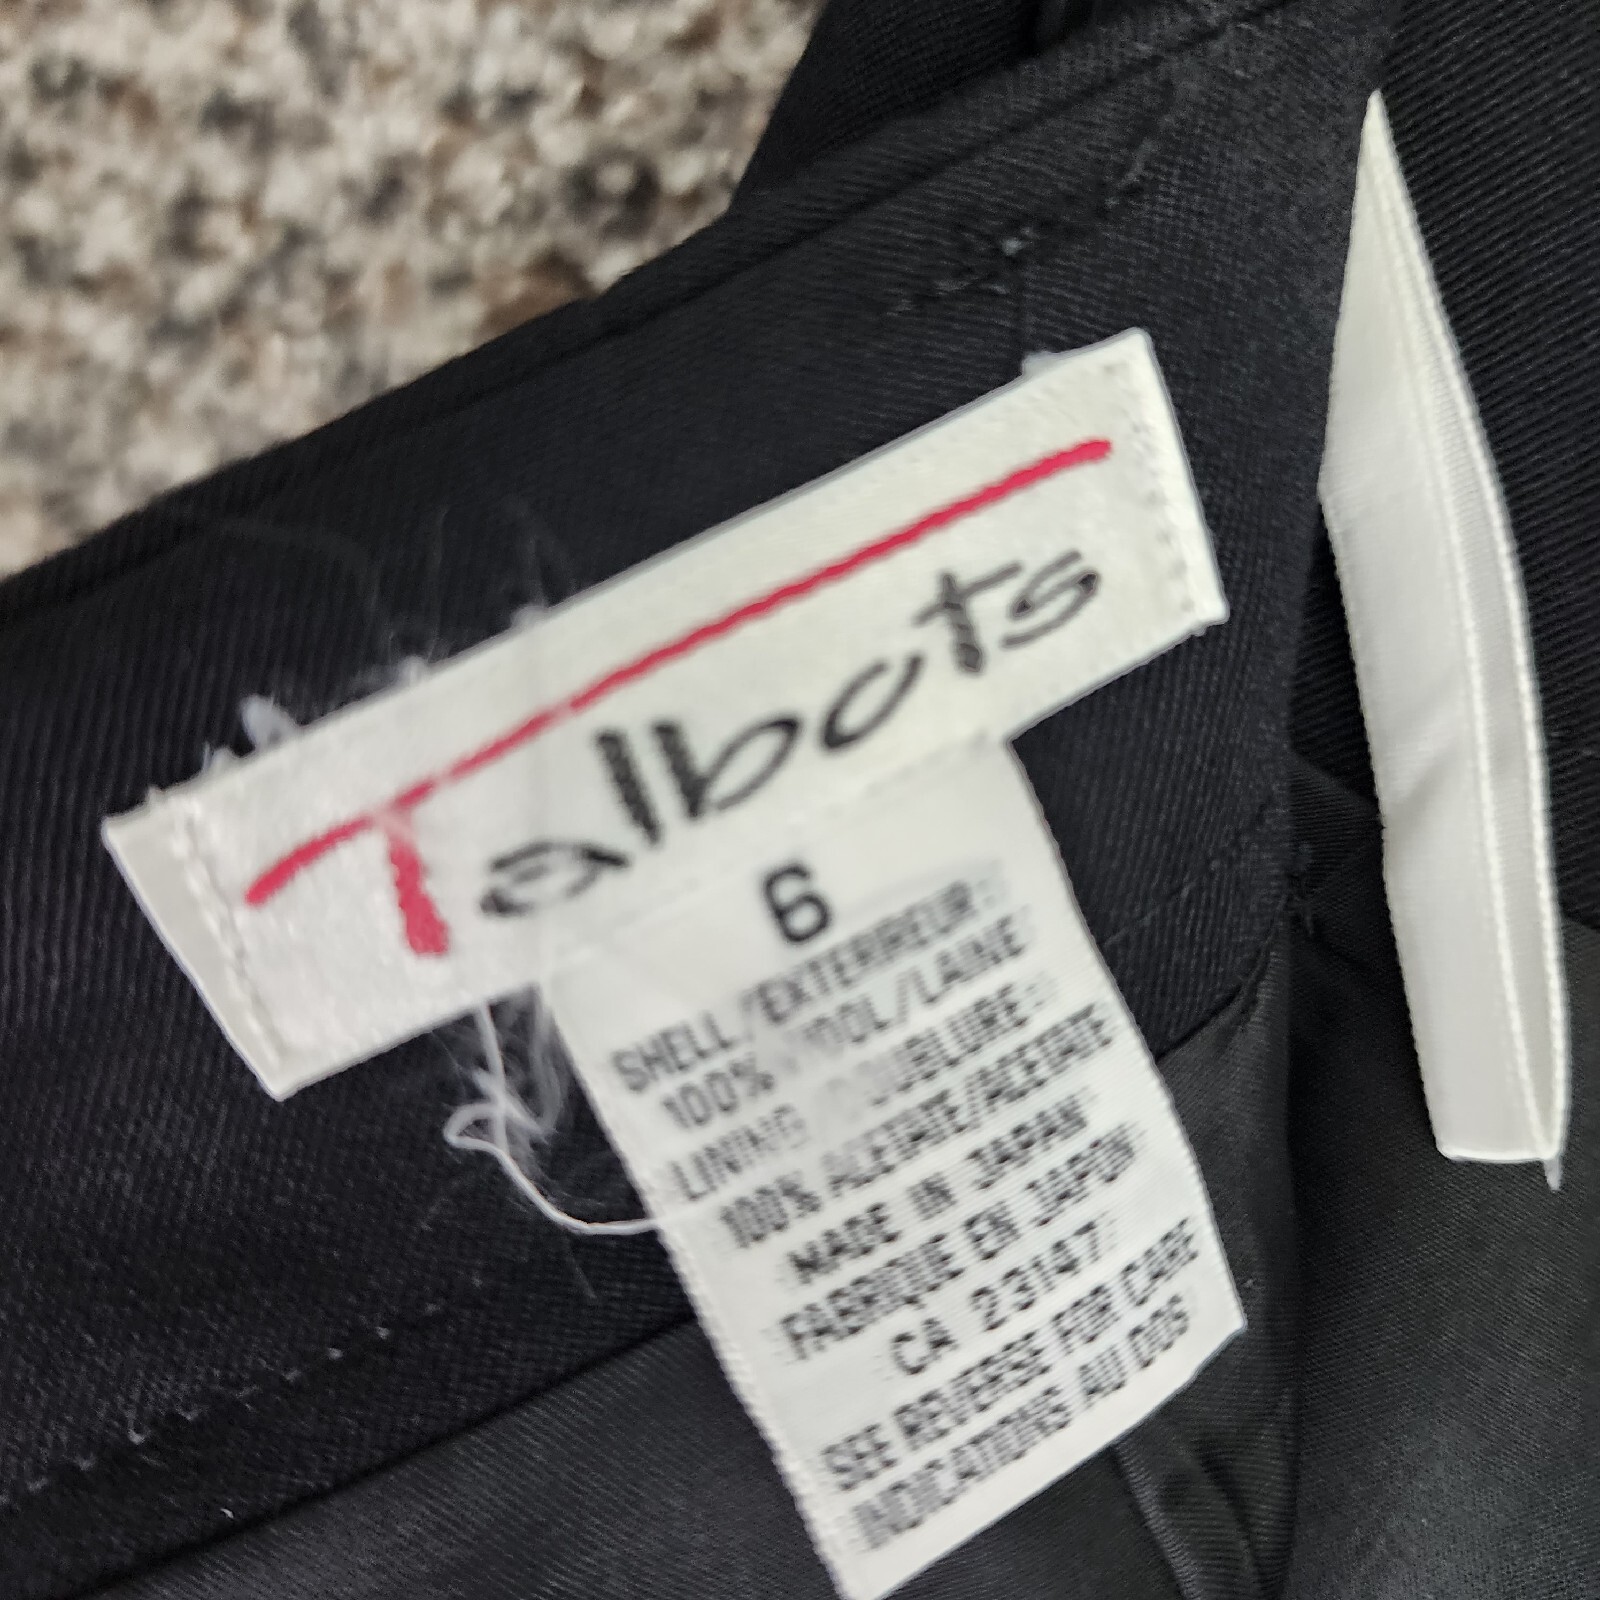 Talbots
6
SHELL/EXTERREUR:
100% WOOL/LAINE
LINING/DOUBLURE:
100% ACETATE/ACETATE
MADE IN JAPAN
FABRIQUE EN JAPON
CA 23147
SEE REVERSE FOR CARE
INDICATIONS AU DOS